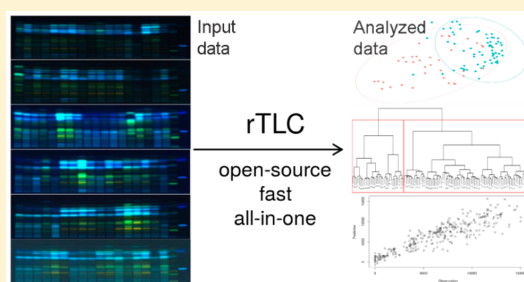 Input
data
Analyzed
data
rTLC
open-source
fast
all-in-one